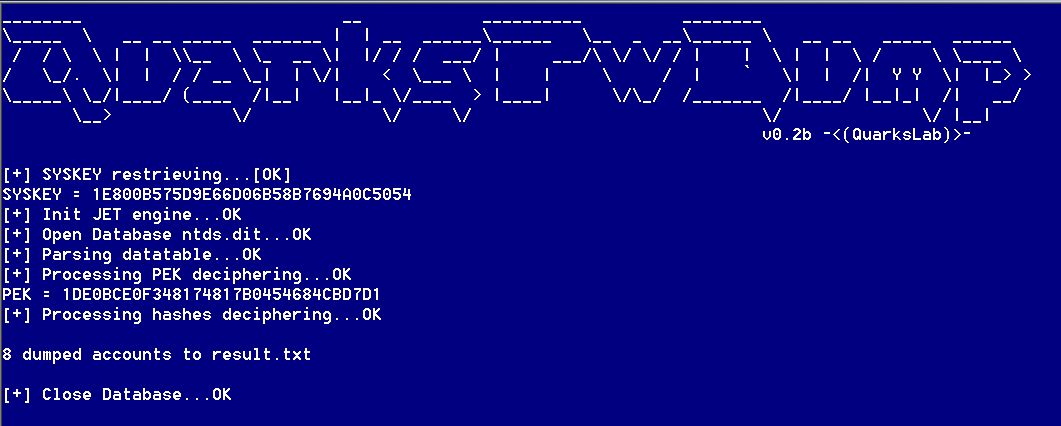 QuarksPwDump
v0.2b -<(QuarksLab)>-
[+] SYSKEY restrieving...[OK]
SYSKEY = 1E800B575D9E66D06B58B7694A0C5054
[+] Init JET engine...OK
[+] Open Database ntds.dit...OK
[+] Parsing datatable...OK
[+] Processing PEK deciphering...OK
PEK = 1DE0BCE0F348174817B0454684CBD7D1
[+] Processing hashes deciphering...OK
8 dumped accounts to result.txt
[+] Close Database...OK